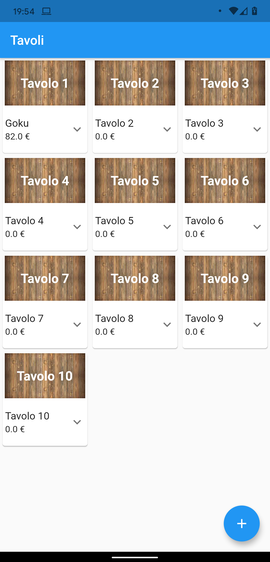 19:54
Tavoli
Tavolo 1
Tavolo 2
Tavolo 3
Goku
82.0 €
Tavolo 2
0.0 €
Tavolo 3
0.0 €
Tavolo 4
Tavolo 5
Tavolo 6
Tavolo 4
0.0 €
Tavolo 5
0.0 €
Tavolo 6
0.0 €
Tavolo 7
Tavolo 8
Tavolo 9
Tavolo 7
0.0 €
Tavolo 8
0.0 €
Tavolo 9
0.0 €
Tavolo 10
Tavolo 10
0.0 €
+